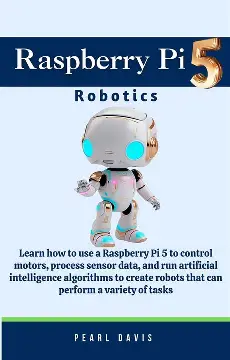 Raspberry Pi 5
Robotics
Learn how to use a Raspberry Pi 5 to control
motors, process sensor data, and run artificial
intelligence algorithms to create robots that can
perform a variety of tasks
PEARL DAVIS